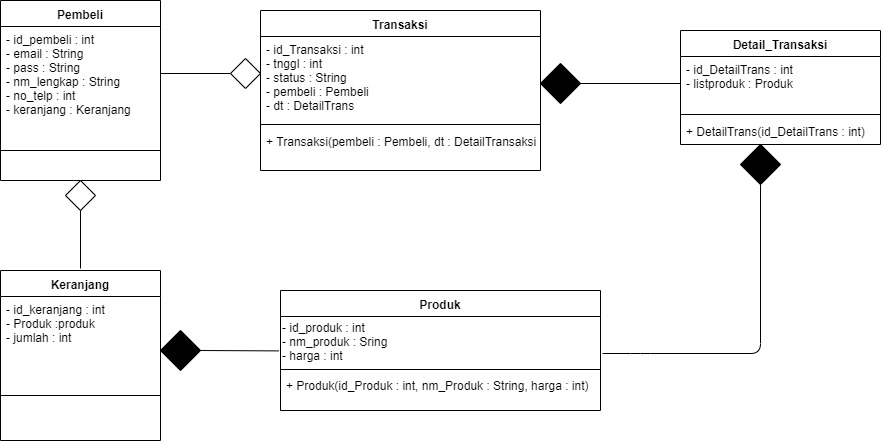 Pembeli
- id_pembeli : int
- email : String
- pass : String
- nm_lengkap : String
- no_telp : int
- keranjang : Keranjang
Transaksi
- id_Transaksi : int
- tnggl : int
- status : String
- pembeli : Pembeli
- dt : DetailTrans
+ Transaksi(pembeli : Pembeli, dt : DetailTransaksi
Detail_Transaksi
- id_DetailTrans : int
- listproduk : Produk
+ DetailTrans(id_DetailTrans : int)
Keranjang
- id_keranjang : int
- Produk :produk
- jumlah : int
Produk
- id_produk : int
- nm_produk : Sring
- harga : int
+ Produk(id_Produk : int, nm_Produk : String, harga : int)